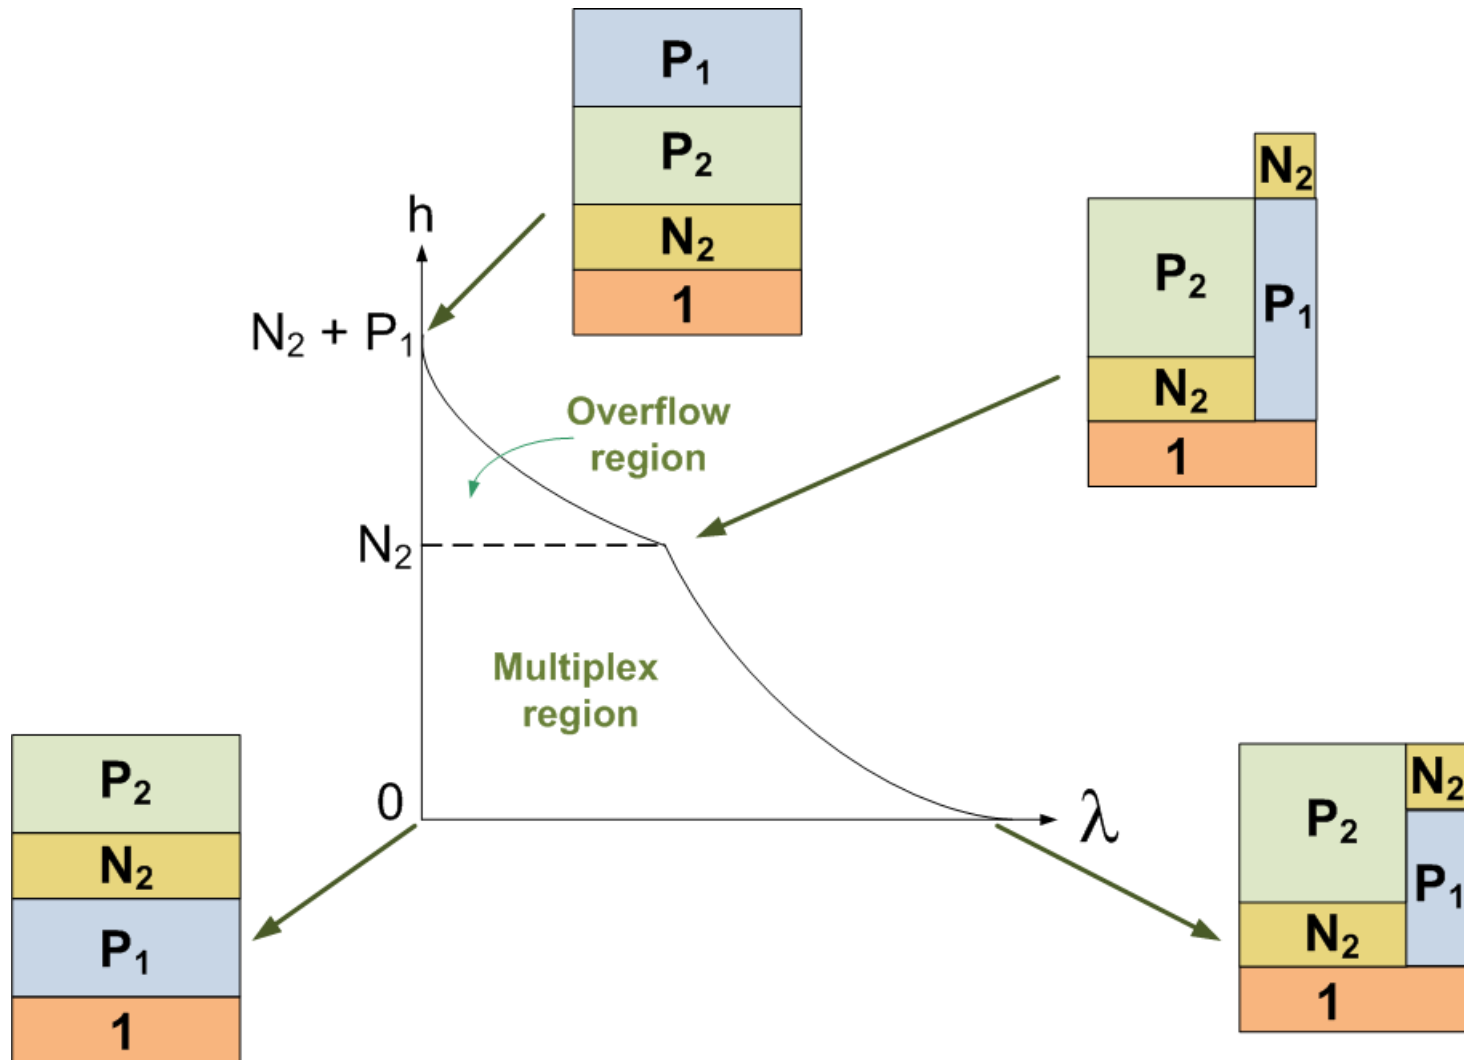 P₁
P₂
N₂
1
N₂
P₂
P₁
N₂
1
h
N₂ + P₁
Overflow
region
N₂
Multiplex
region
0
λ
P₂
N₂
P₁
1
N₂
P₂
P₁
N₂
1